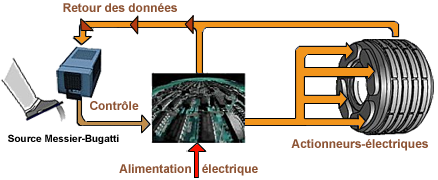 Retour des données
Contrôle
Source Messier-Bugatti
Actionneurs-électriques
Alimentation électrique